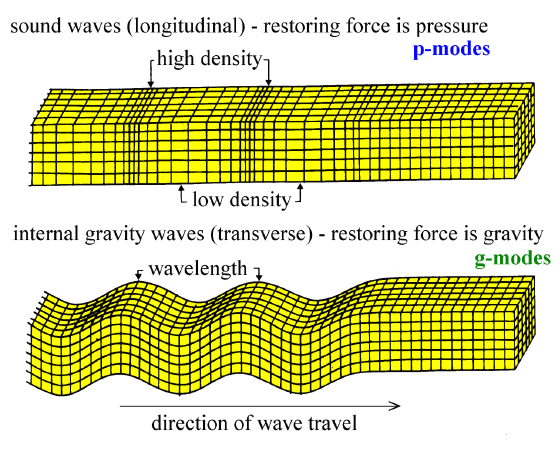 sound waves (longitudinal) - restoring force is pressure
p-modes
high density
low density
internal gravity waves (transverse) - restoring force is gravity
g-modes
wavelength
direction of wave travel